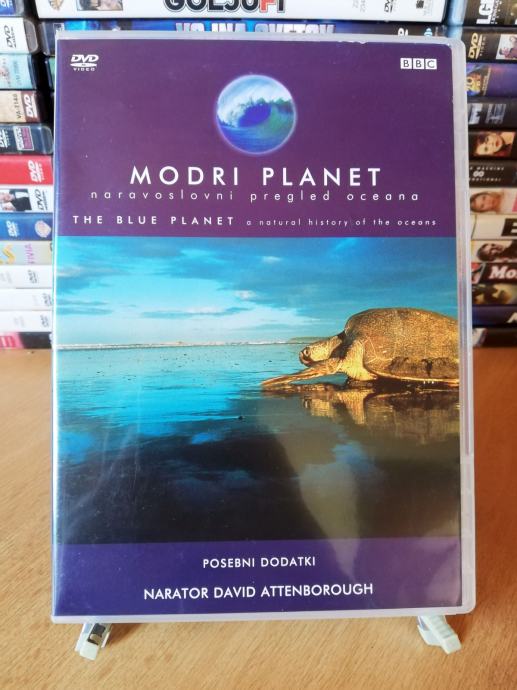 GOLJUFI
DVD
VIDEO
BBC
MODRI PLANET
naravoslovni pregled oceana
THE BLUE PLANET a natural history of the oceans
POSEBNI DODATKI
NARATOR DAVID ATTENBOROUGH